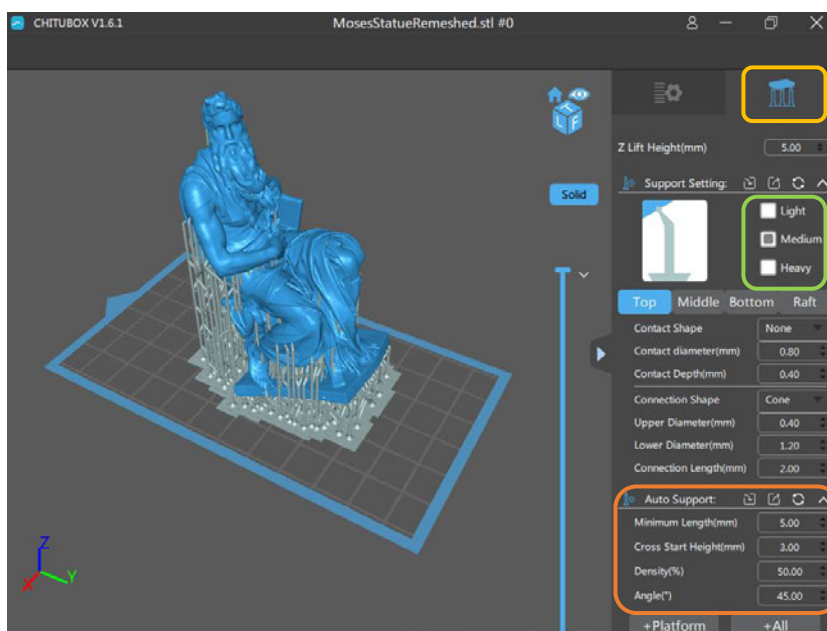 CHITUBOX V1.6.1 MosesStatueRemeshed.stl #0
Z Lift Height(mm) 5.00
Support Setting:
Solid
Light
Medium
Heavy
T
L F
Top Middle Bottom Raft
Contact Shape None
Contact diameter(mm) 0.80
Contact Depth(mm) 0.40
Connection Shape Cone
Upper Diameter(mm) 0.40
Lower Diameter(mm) 1.20
Connection Length(mm) 2.00
Auto Support:
Minimum Length(mm) 5.00
Cross Start Height(mm) 3.00
Density(%) 50.00
Angle(°) 45.00
+Platform +All
Z
X Y